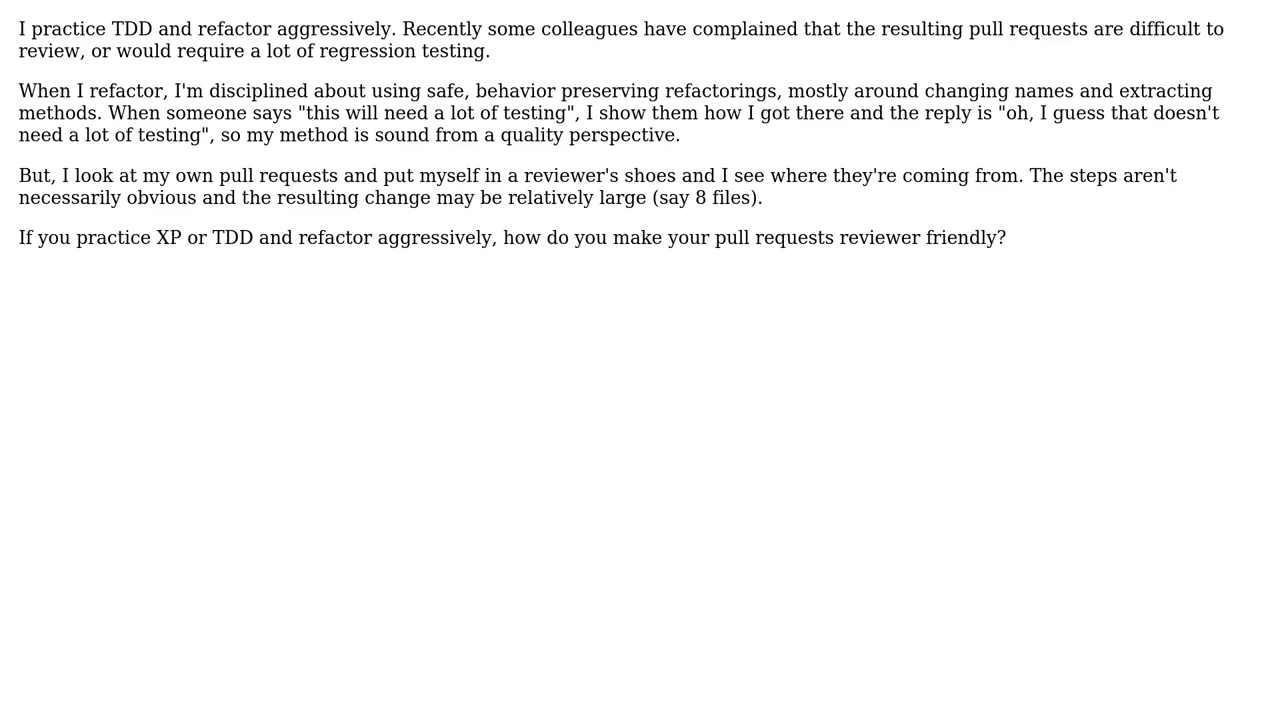 I practice TDD and refactor aggressively. Recently some colleagues have complained that the resulting pull requests are difficult to
review, or would require a lot of regression testing.
When I refactor, I'm disciplined about using safe, behavior preserving refactorings, mostly around changing names and extracting
methods. When someone says "this will need a lot of testing", I show them how I got there and the reply is "oh, I guess that doesn't
need a lot of testing", so my method is sound from a quality perspective.
But, I look at my own pull requests and put myself in a reviewer's shoes and I see where they're coming from. The steps aren't
necessarily obvious and the resulting change may be relatively large (say 8 files).
If you practice XP or TDD and refactor aggressively, how do you make your pull requests reviewer friendly?